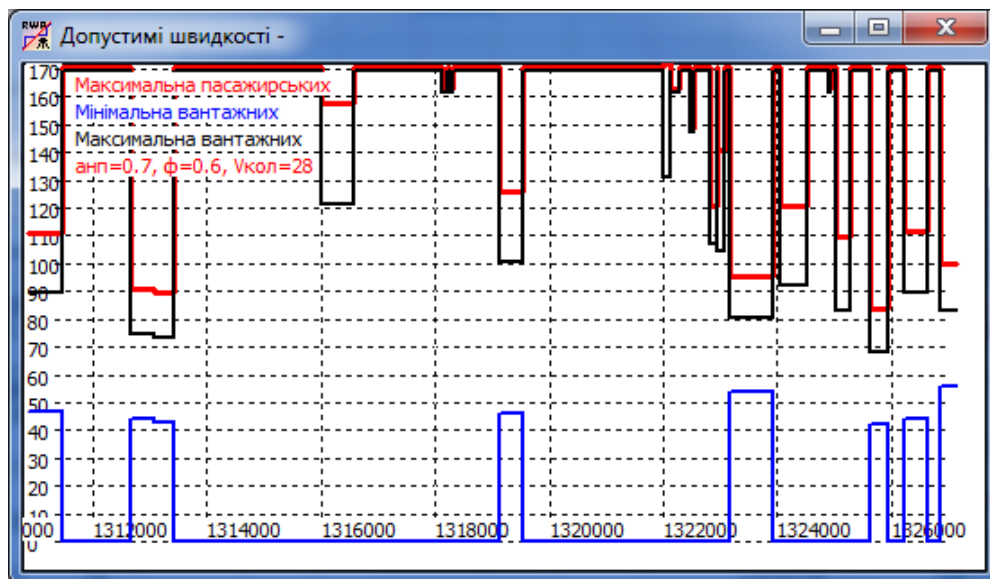 RWP
Допустимі швидкості -
170
Максимальна пасажирських
160
Мінімальна вантажних
150
Максимальна вантажних
140
анп=0.7, ф=0.6, Vкол=28
130
120
110
100
90
80
70
60
50
40
30
20
10
000 1312000 1314000 1316000 1318000 1320000 1322000 1324000 1326000
0